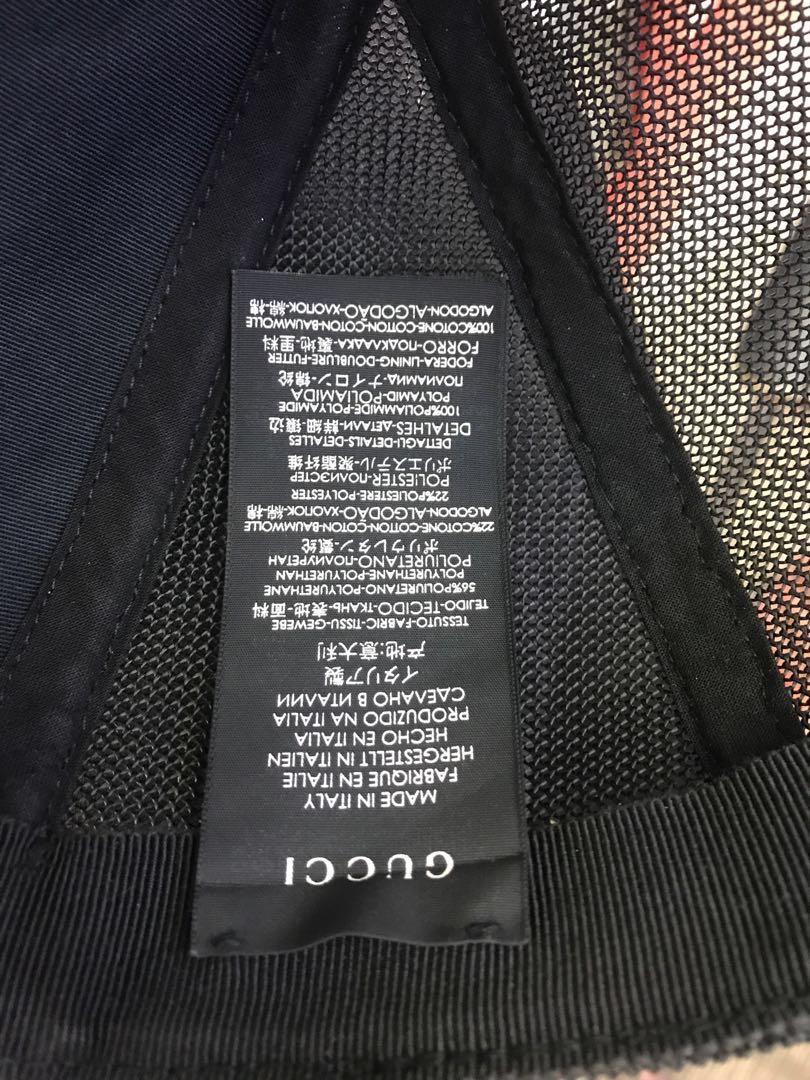 GUCCI
MADE IN ITALY
FABRIQUE EN ITALIE
HERGESTELLT IN ITALIEN
HECHO EN ITALIA
PRODUZIDO NA ITALIA
СДЕЛАНО В ИТАЛИИ
イタリア製
产地:意大利
TESSUTO-FABRIC-TISSU-GEWEBE
TEJIDO-TECIDO-ТКАНЬ-表地-面料
56%POLIURETANO-POLYURETHANE
POLYURETHANE-POLYURETHAN
POLIURETANO-ПОЛИУРЕТАН
ポリウレタン-氨纶
22%COTONE-COTTON-COTON-BAUMWOLLE
ALGODON-ALGODÃO-ХЛОПОК-綿-棉
22%POLIESTERE-POLYESTER
POLIESTER-ПОЛИЭСТЕР
ポリエステル-聚酯纤维
DETTAGLI-DETAILS-DETALLES
DETALHES-ДЕТАЛИ-詳細-镶边
100%POLIAMMIDE-POLYAMIDE
POLYAMID-POLIAMIDA
ПОЛИАМИД-ナイロン-锦纶
FODERA-LINING-DOUBLURE-FUTTER
FORRO-ПОДКЛАДКА-裏地-里料
100%COTONE-COTTON-COTON-BAUMWOLLE
ALGODON-ALGODÃO-ХЛОПОК-綿-棉